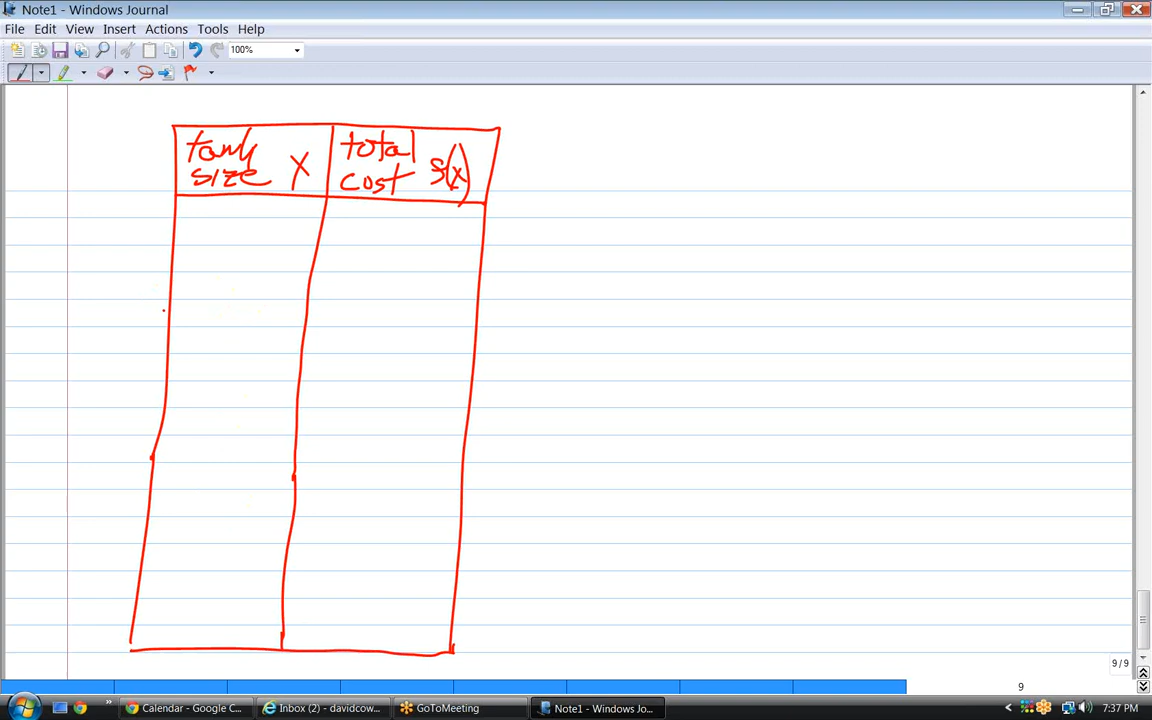 Note1 - Windows Journal
File Edit View Insert Actions Tools Help
100%
tank
size X
total
cost s(x)
9/9
9
Calendar - Google C...
Inbox (2) - davidcow...
GoToMeeting
Note1 - Windows Jo...
7:37 PM